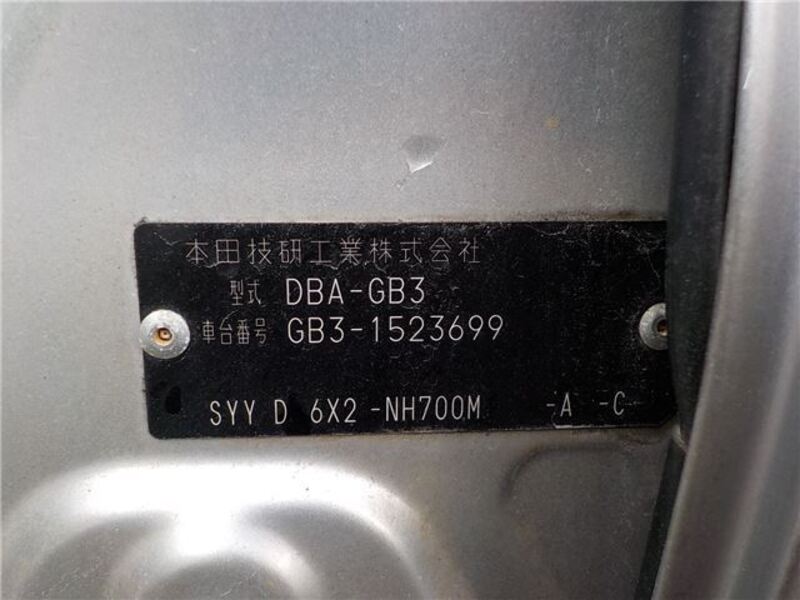 本田技研工業株式会社
型式 DBA-GB3
車台番号 GB3-1523699
SYY D 6X2 -NH700M -A -C-